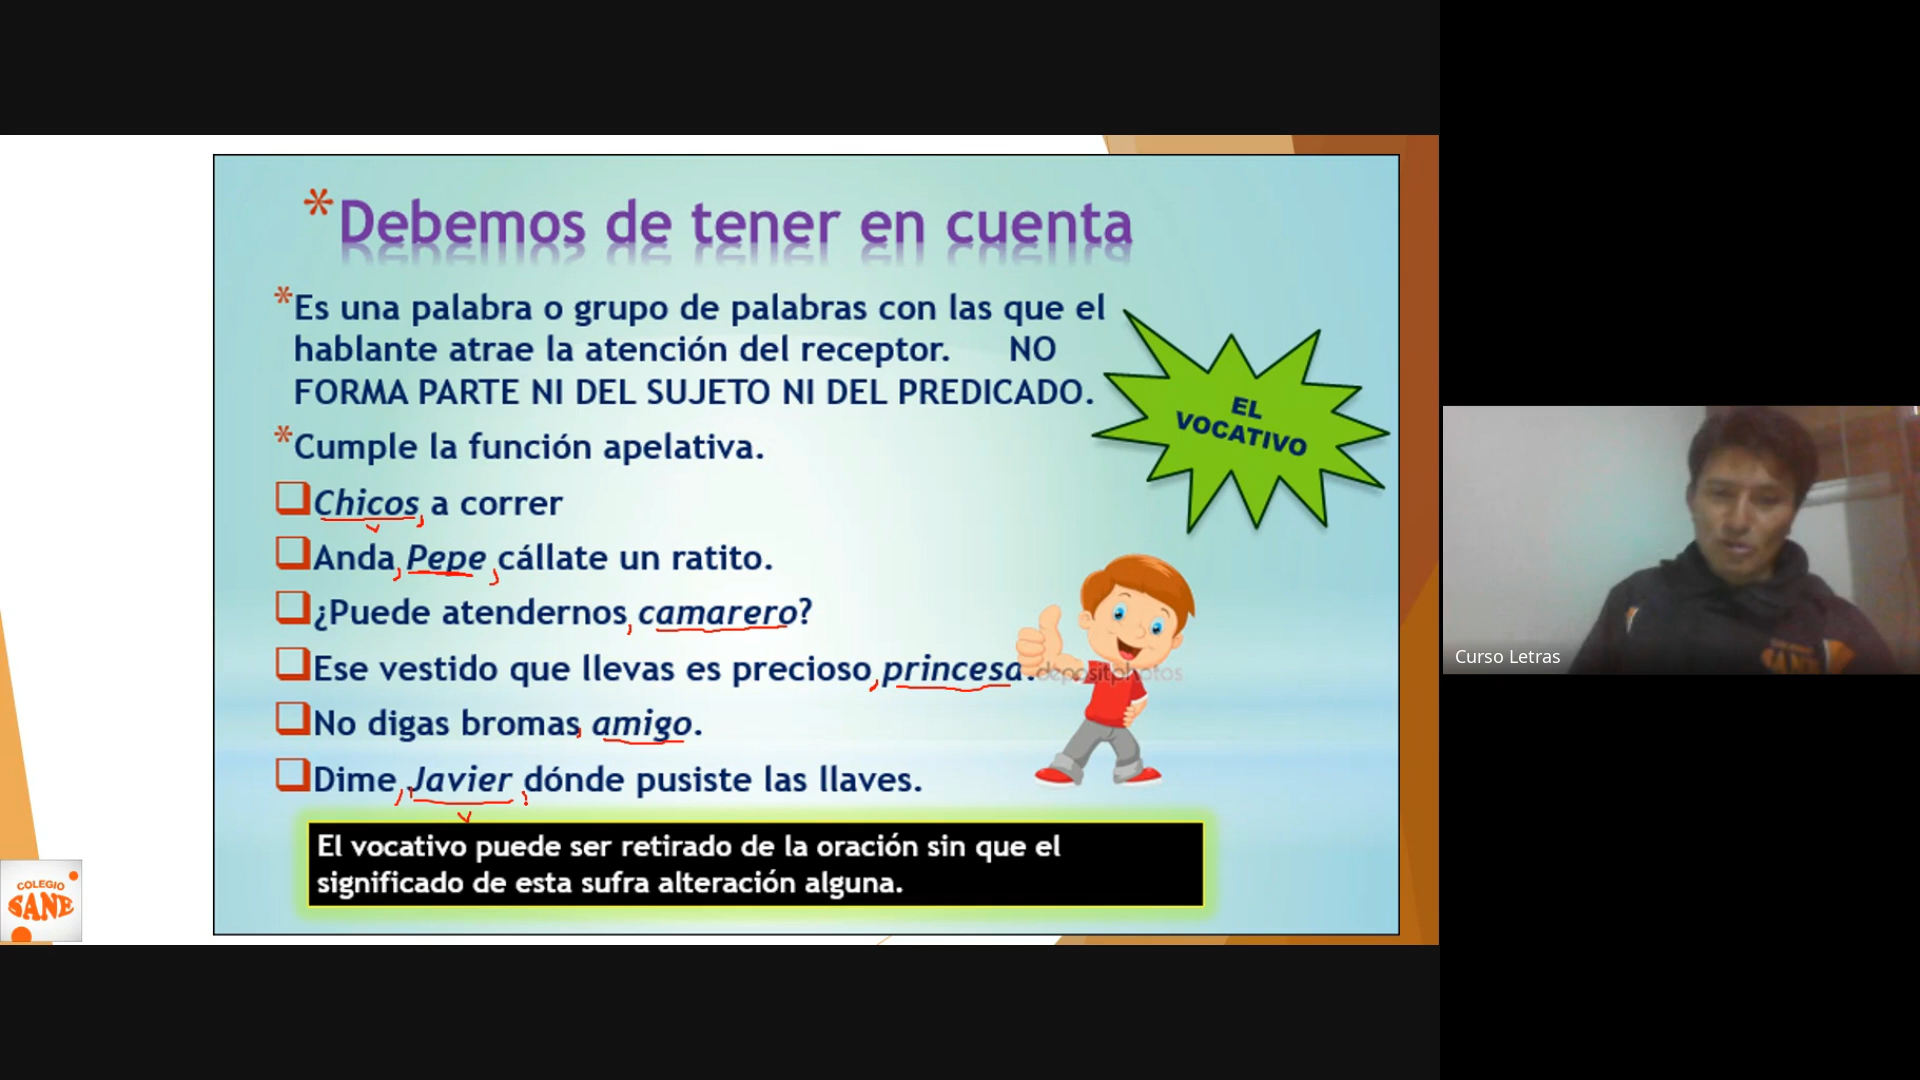 *Debemos de tener en cuenta
*Es una palabra o grupo de palabras con las que el
hablante atrae la atención del receptor. NO
FORMA PARTE NI DEL SUJETO NI DEL PREDICADO.
EL
VOCATIVO
*Cumple la función apelativa.
Chicos, a correr
v
Anda, Pepe, cállate un ratito.
¿Puede atendernos, camarero?
Ese vestido que llevas es precioso, princesa.
depositphotos
No digas bromas, amigo.
Dime, Javier, dónde pusiste las llaves.
v
El vocativo puede ser retirado de la oración sin que el
significado de esta sufra alteración alguna.
COLEGIO
SANE
Curso Letras